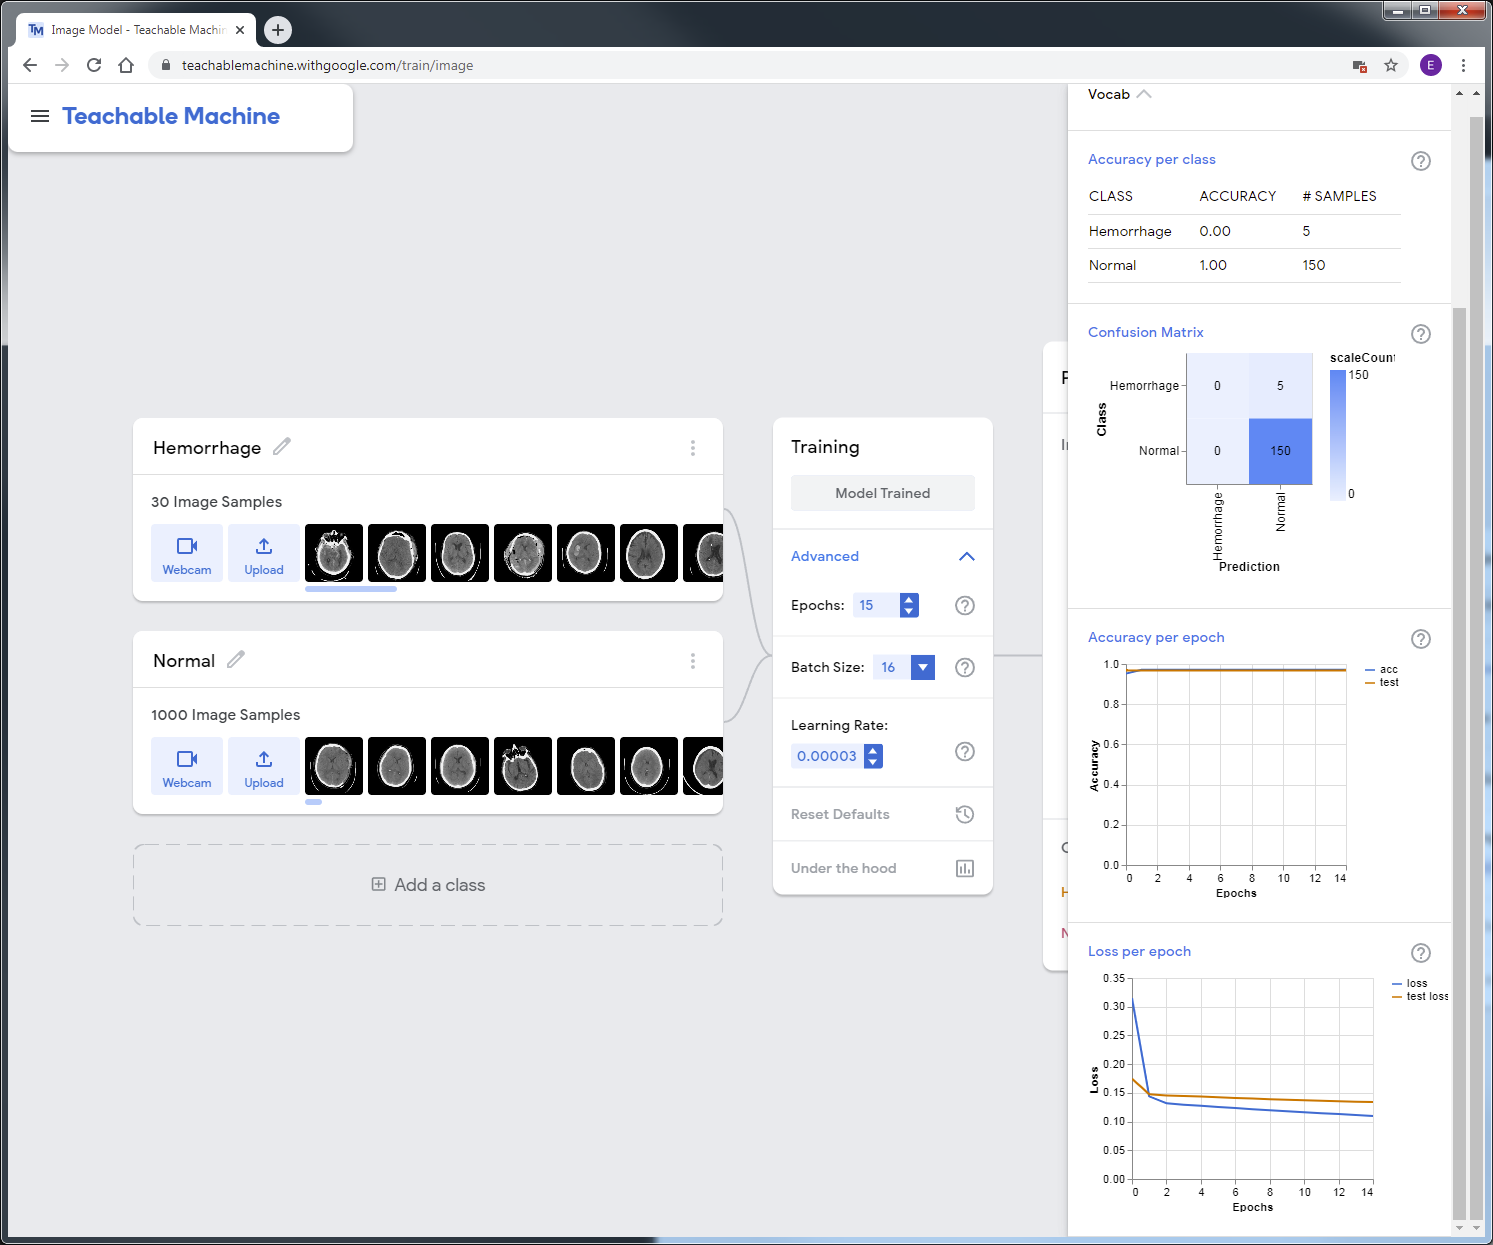 Image Model - Teachable Machin
teachablemachine.withgoogle.com/train/image
E
Teachable Machine
Hemorrhage
30 Image Samples
Webcam
Upload
Normal
1000 Image Samples
Webcam
Upload
Add a class
Training
Model Trained
Advanced
Epochs: 15
Batch Size: 16
Learning Rate:
0.00003
Reset Defaults
Under the hood
Vocab
Accuracy per class
CLASS ACCURACY # SAMPLES
Hemorrhage 0.00 5
Normal 1.00 150
Confusion Matrix
scaleCount
150
0
Class
Hemorrhage 0 5
Normal 0 150
Hemorrhage Normal
Prediction
Accuracy per epoch
acc
test
Accuracy
1.0
0.8
0.6
0.4
0.2
0.0
0 2 4 6 8 10 12 14
Epochs
Loss per epoch
loss
test loss
Loss
0.35
0.30
0.25
0.20
0.15
0.10
0.05
0.00
0 2 4 6 8 10 12 14
Epochs